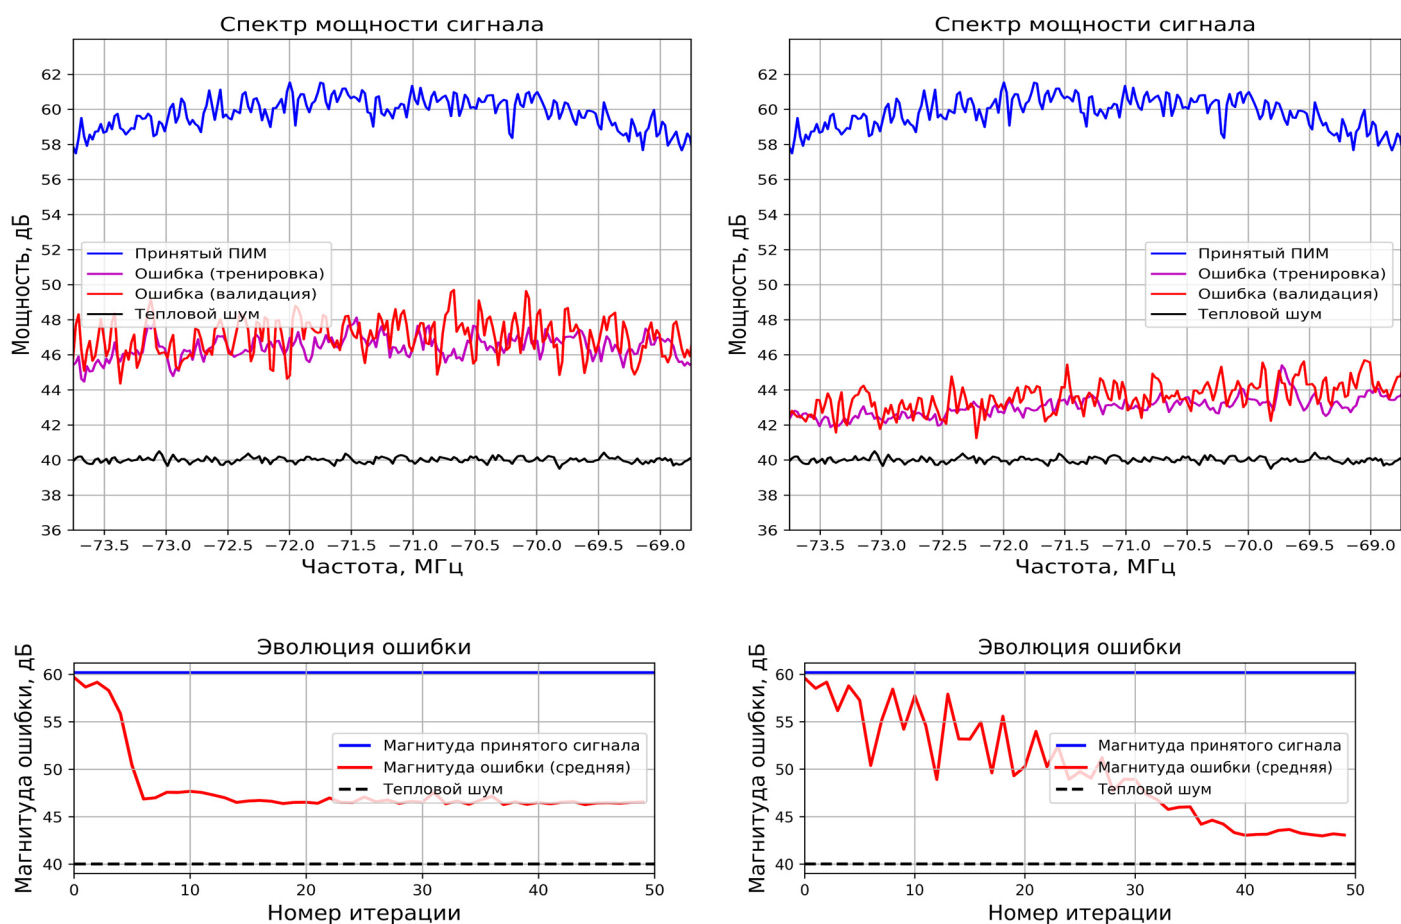 Спектр мощности сигнала
Мощность, дБ
62
60
58
56
54
52
50
48
46
44
42
40
38
36
Принятый ПИМ
Ошибка (тренировка)
Ошибка (валидация)
Тепловой шум
−73.5 −73.0 −72.5 −72.0 −71.5 −71.0 −70.5 −70.0 −69.5 −69.0
Частота, МГц
Спектр мощности сигнала
Мощность, дБ
62
60
58
56
54
52
50
48
46
44
42
40
38
36
Принятый ПИМ
Ошибка (тренировка)
Ошибка (валидация)
Тепловой шум
−73.5 −73.0 −72.5 −72.0 −71.5 −71.0 −70.5 −70.0 −69.5 −69.0
Частота, МГц
Эволюция ошибки
Магнитуда ошибки, дБ
60
55
50
45
40
Магнитуда принятого сигнала
Магнитуда ошибки (средняя)
Тепловой шум
0 10 20 30 40 50
Номер итерации
Эволюция ошибки
Магнитуда ошибки, дБ
60
55
50
45
40
Магнитуда принятого сигнала
Магнитуда ошибки (средняя)
Тепловой шум
0 10 20 30 40 50
Номер итерации